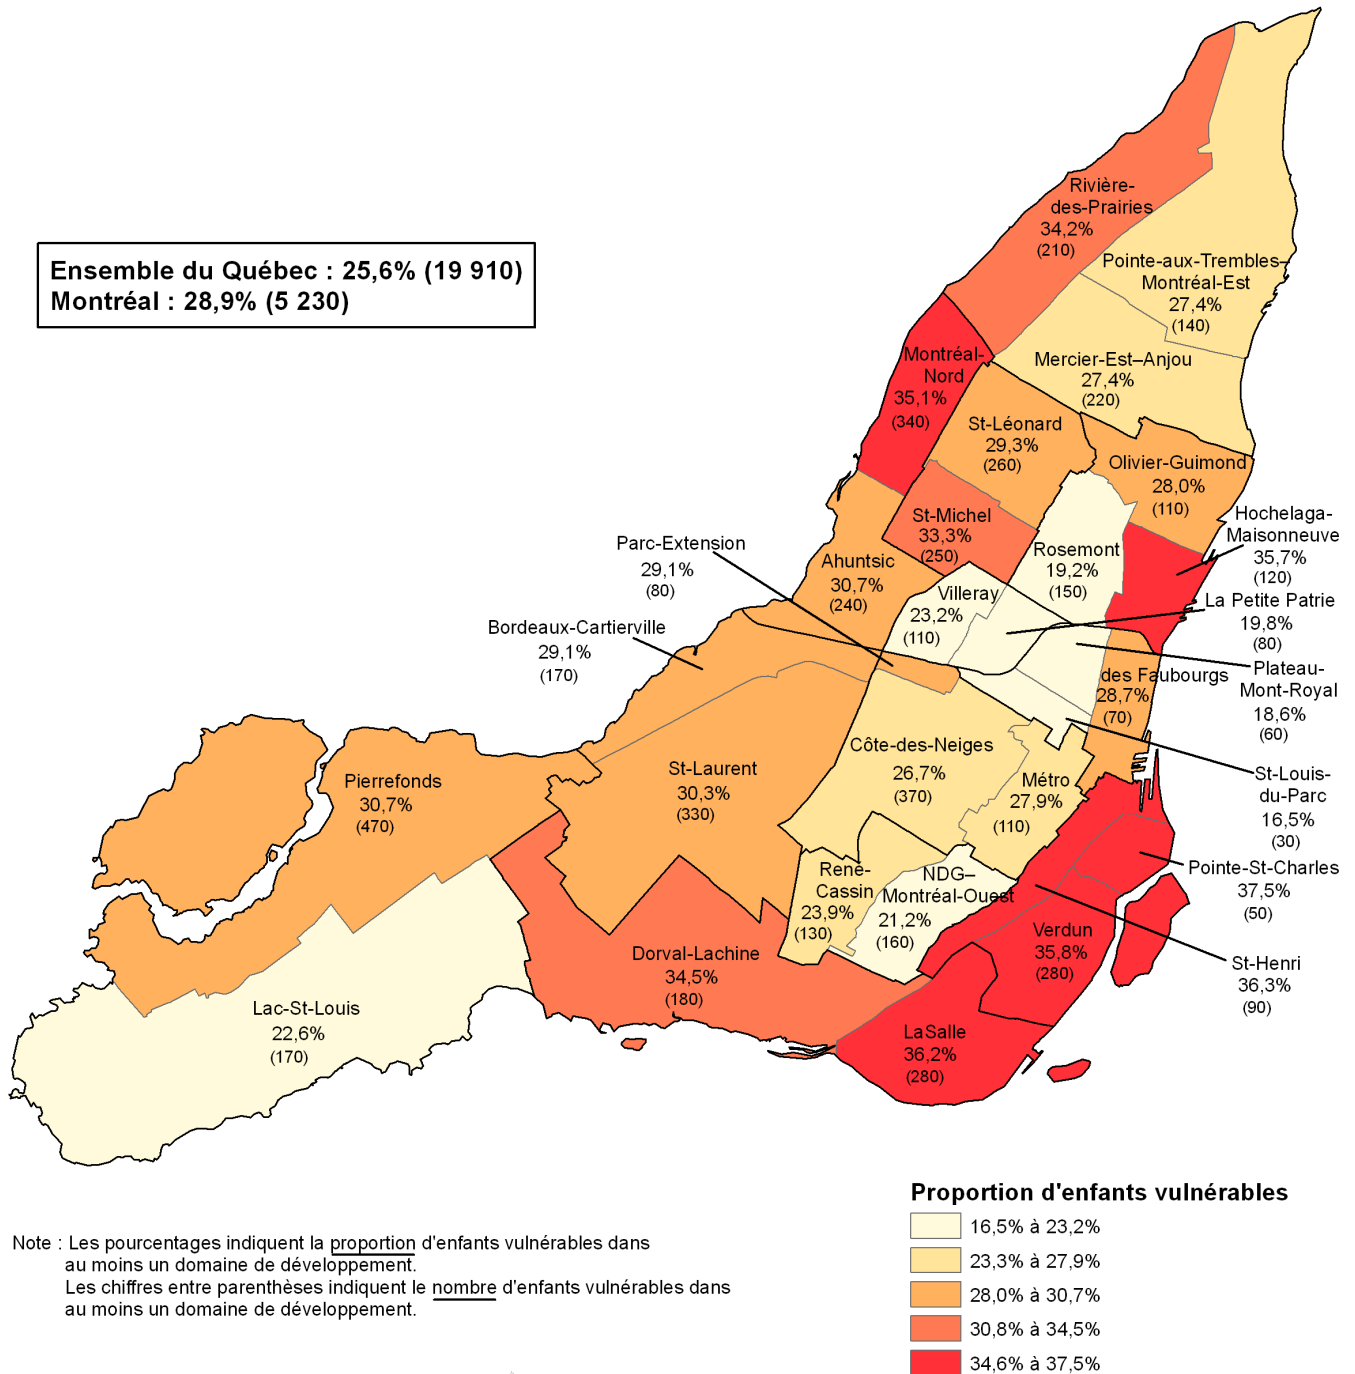 Ensemble du Québec : 25,6% (19 910)
Montréal : 28,9% (5 230)
Rivière-
des-Prairies
34,2%
(210)
Pointe-aux-Trembles–
Montréal-Est
27,4%
(140)
Montréal-
Nord
35,1%
(340)
Mercier-Est–Anjou
27,4%
(220)
St-Léonard
29,3%
(260)
Olivier-Guimond
28,0%
(110)
St-Michel
33,3%
(250)
Hochelaga-
Maisonneuve
35,7%
(120)
Parc-Extension
29,1%
(80)
Ahuntsic
30,7%
(240)
Rosemont
19,2%
(150)
Villeray
23,2%
(110)
La Petite Patrie
19,8%
(80)
Bordeaux-Cartierville
29,1%
(170)
des Faubourgs
28,7%
(70)
Plateau-
Mont-Royal
18,6%
(60)
Pierrefonds
30,7%
(470)
St-Laurent
30,3%
(330)
Côte-des-Neiges
26,7%
(370)
Métro
27,9%
(110)
St-Louis-
du-Parc
16,5%
(30)
René-
Cassin
23,9%
(130)
NDG–
Montréal-Ouest
21,2%
(160)
Pointe-St-Charles
37,5%
(50)
Verdun
35,8%
(280)
St-Henri
36,3%
(90)
Dorval-Lachine
34,5%
(180)
Lac-St-Louis
22,6%
(170)
LaSalle
36,2%
(280)
Proportion d'enfants vulnérables
16,5% à 23,2%
23,3% à 27,9%
28,0% à 30,7%
30,8% à 34,5%
34,6% à 37,5%
Note : Les pourcentages indiquent la proportion d'enfants vulnérables dans
au moins un domaine de développement.
Les chiffres entre parenthèses indiquent le nombre d'enfants vulnérables dans
au moins un domaine de développement.